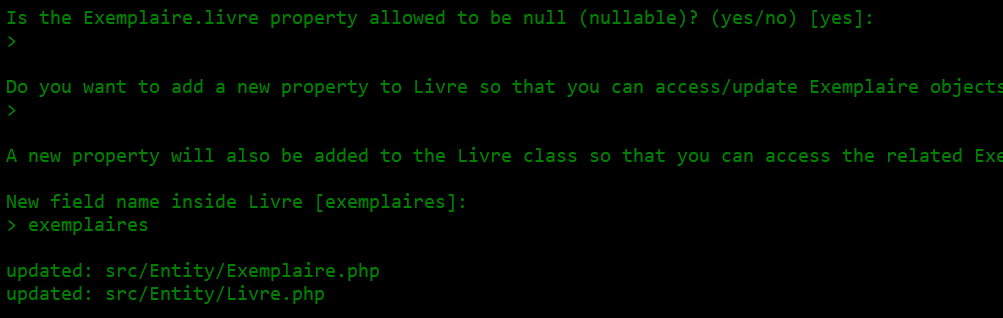 Is the Exemplaire.livre property allowed to be null (nullable)? (yes/no) [yes]:
>
Do you want to add a new property to Livre so that you can access/update Exemplaire objects
>
A new property will also be added to the Livre class so that you can access the related Exe
New field name inside Livre [exemplaires]:
> exemplaires
updated: src/Entity/Exemplaire.php
updated: src/Entity/Livre.php